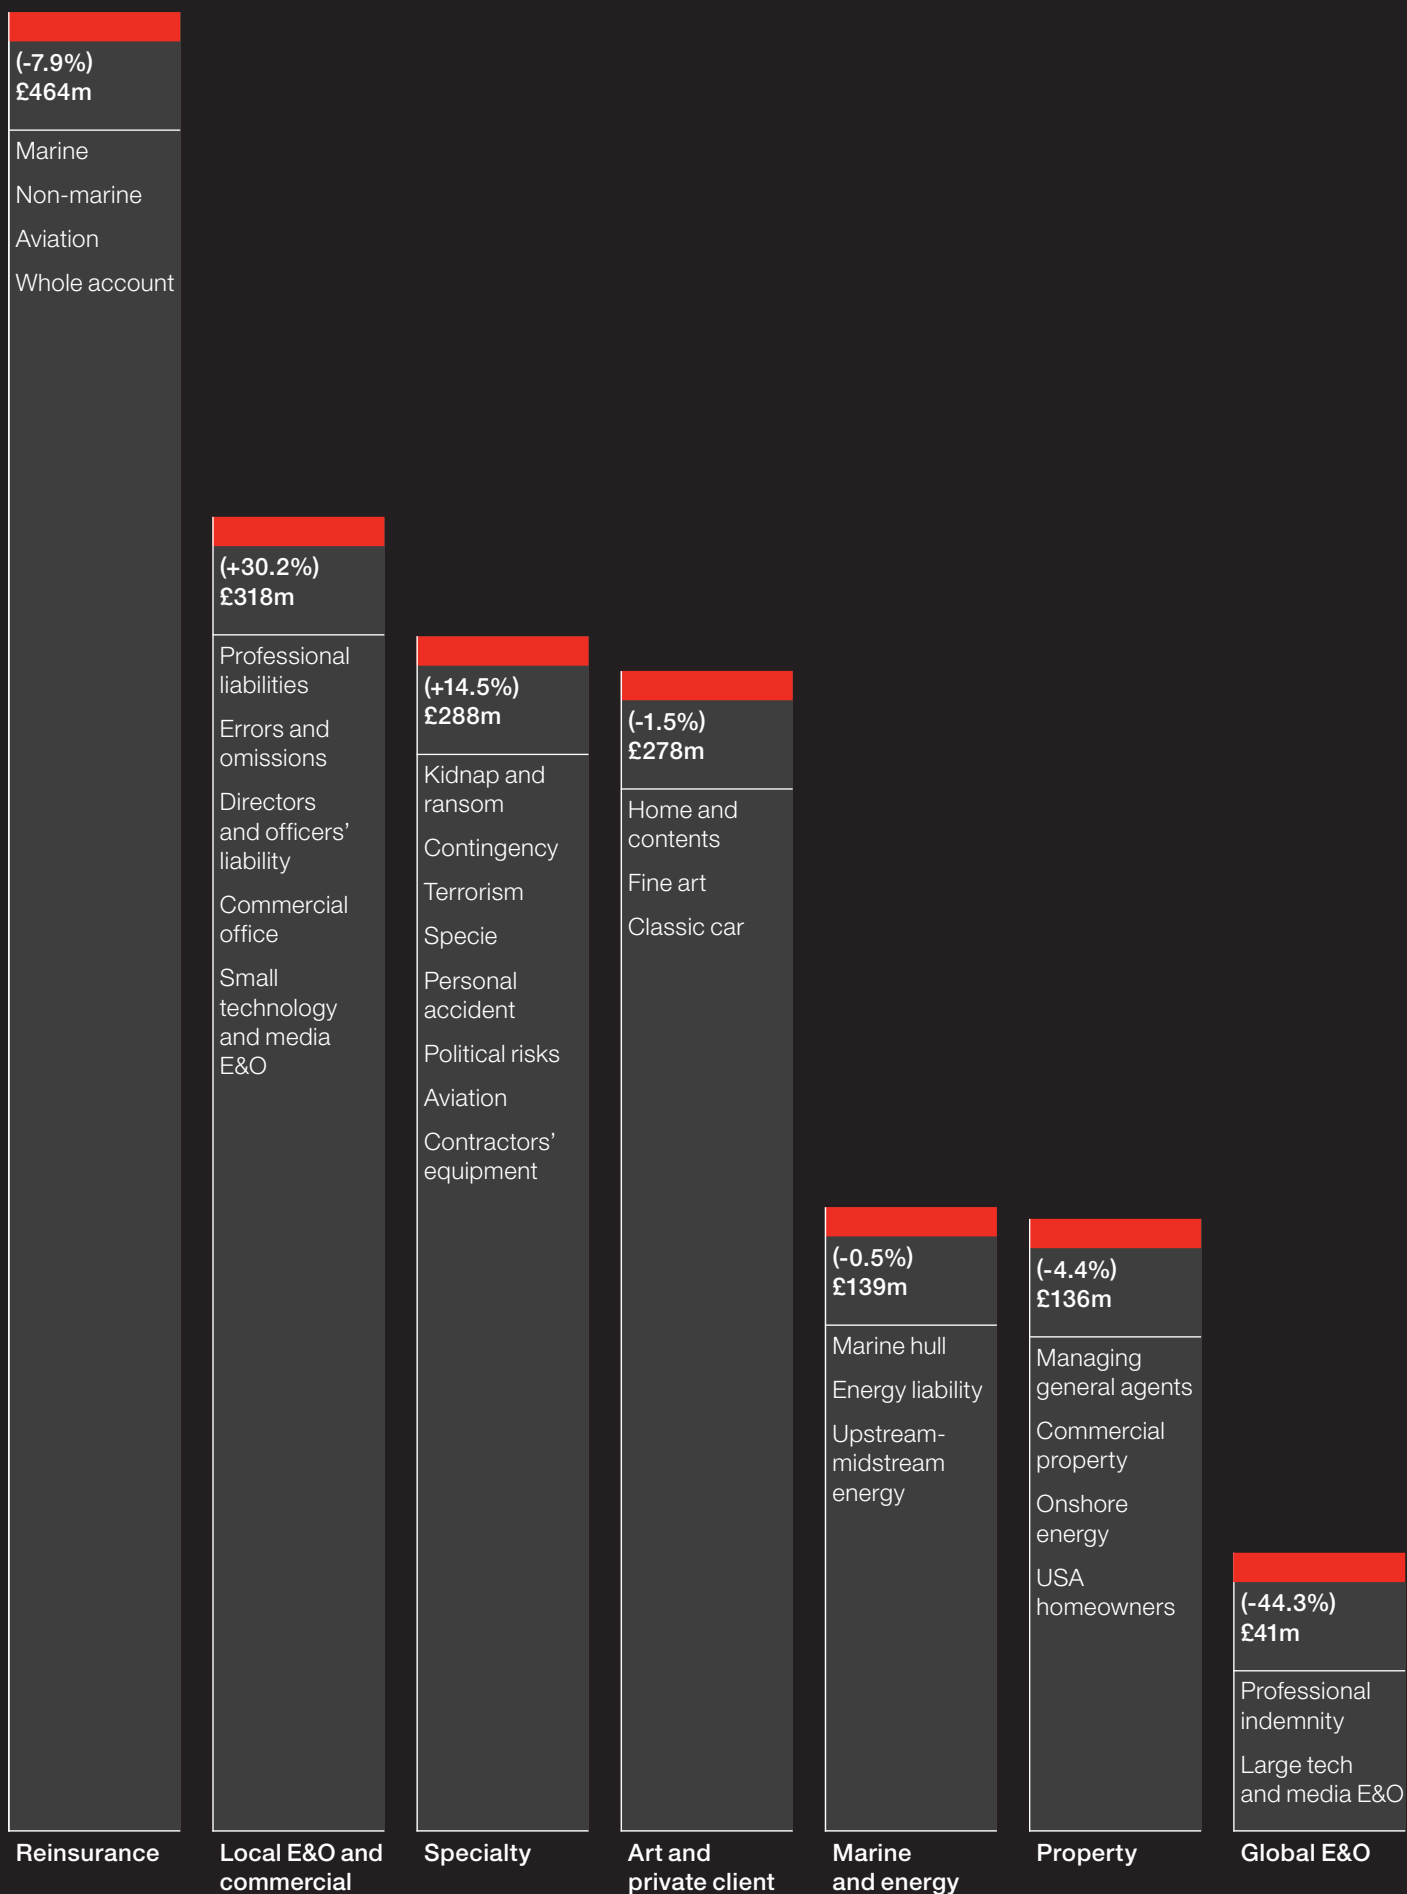 (-7.9%)
£464m
Marine
Non-marine
Aviation
Whole account
Reinsurance
(+30.2%)
£318m
Professional
liabilities
Errors and
omissions
Directors
and officers’
liability
Commercial
office
Small
technology
and media
E&O
Local E&O and
commercial
(+14.5%)
£288m
Kidnap and
ransom
Contingency
Terrorism
Specie
Personal
accident
Political risks
Aviation
Contractors’
equipment
Specialty
(-1.5%)
£278m
Home and
contents
Fine art
Classic car
Art and
private client
(-0.5%)
£139m
Marine hull
Energy liability
Upstream-
midstream
energy
Marine
and energy
(-4.4%)
£136m
Managing
general agents
Commercial
property
Onshore
energy
USA
homeowners
Property
(-44.3%)
£41m
Professional
indemnity
Large tech
and media E&O
Global E&O